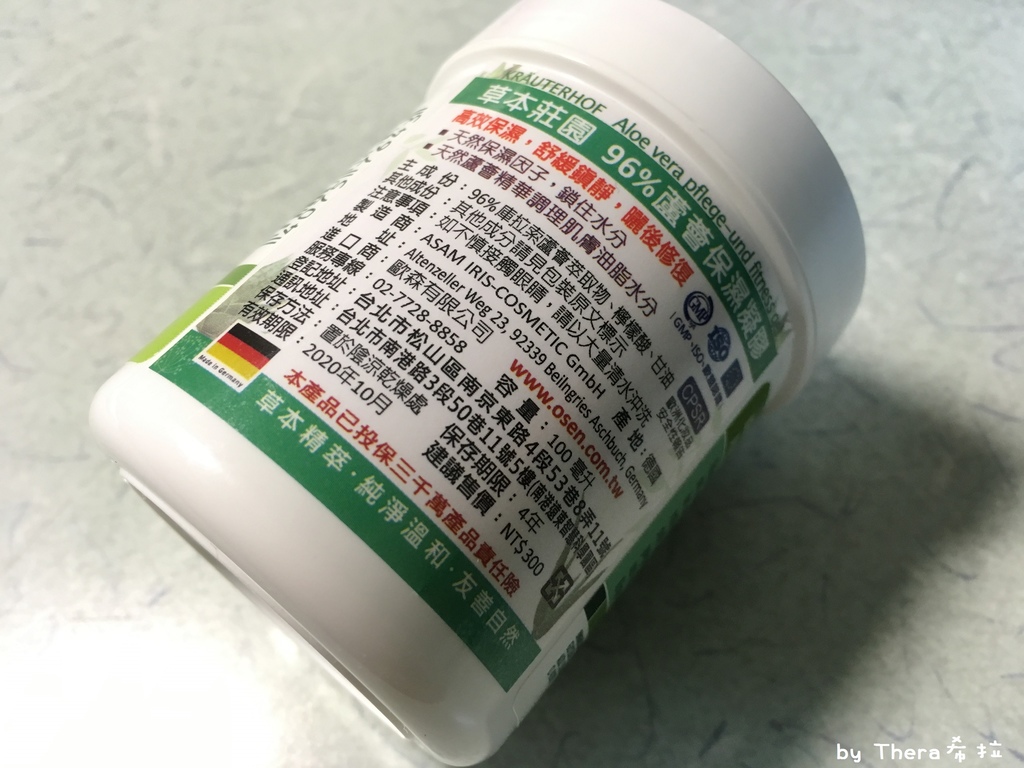 KRÄUTERHOF Aloe vera pflege-und fitness
草本莊園 96%蘆薈保濕凝膠
高效保濕，舒緩鎮靜，曬後修復
天然保濕因子，鎖住水分
天然蘆薈精華調理肌膚油脂水分
主成份：96%庫拉索蘆薈萃取物、檸檬酸、甘油
其他成份：其他成分請見包裝原文標示
注意事項：如不慎接觸眼睛，請以大量清水沖洗
製造商：ASAM IRIS-COSMETIC GmbH 產地：德國
地址：Altenzeller Weg 23, 92339 Beilngries Aschbuch, Germany
進口商：歐森有限公司 www.osen.com.tw
服務專線：02-7728-8858 容量：100毫升
登記地址：台北市松山區南京東路4段553巷8弄11號
通訊地址：台北市南港路3段50巷11號5樓
保存方法：置於陰涼乾燥處 保存期限：4年
有效期限：2020年10月 建議售價：NT$300
本產品已投保三千萬產品責任險
Made in Germany
草本精萃·純淨溫和·友善自然
GMP
ISO
CPSR
by Thera希拉